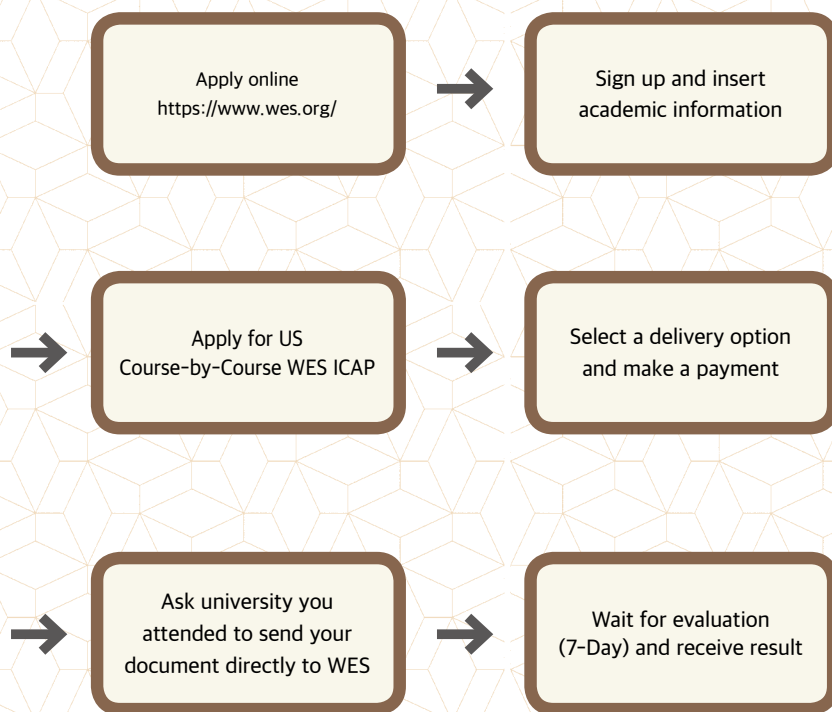 Apply online
https://www.wes.org/
Sign up and insert
academic information
Apply for US
Course-by-Course WES ICAP
Select a delivery option
and make a payment
Ask university you
attended to send your
document directly to WES
Wait for evaluation
(7-Day) and receive result